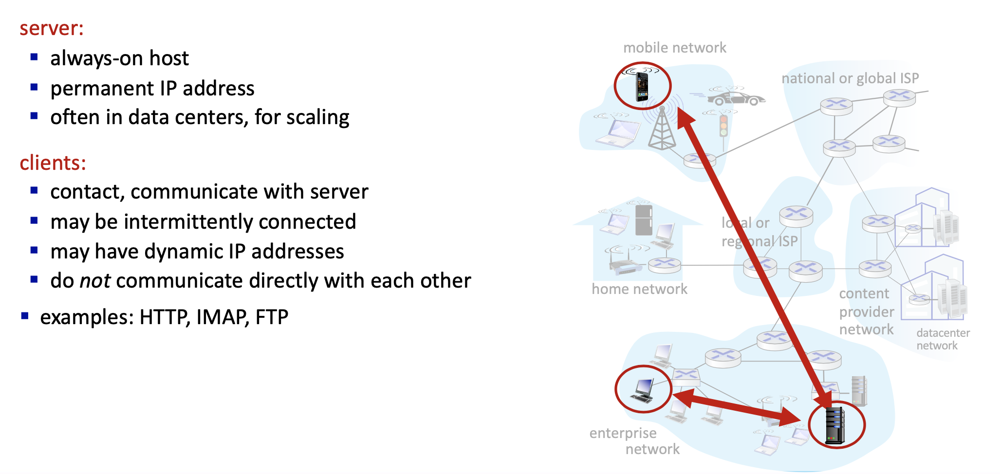 server:
always-on host
permanent IP address
often in data centers, for scaling
clients:
contact, communicate with server
may be intermittently connected
may have dynamic IP addresses
do not communicate directly with each other
examples: HTTP, IMAP, FTP
mobile network
national or global ISP
local or
regional ISP
home network
content
provider
network
datacenter
network
enterprise
network